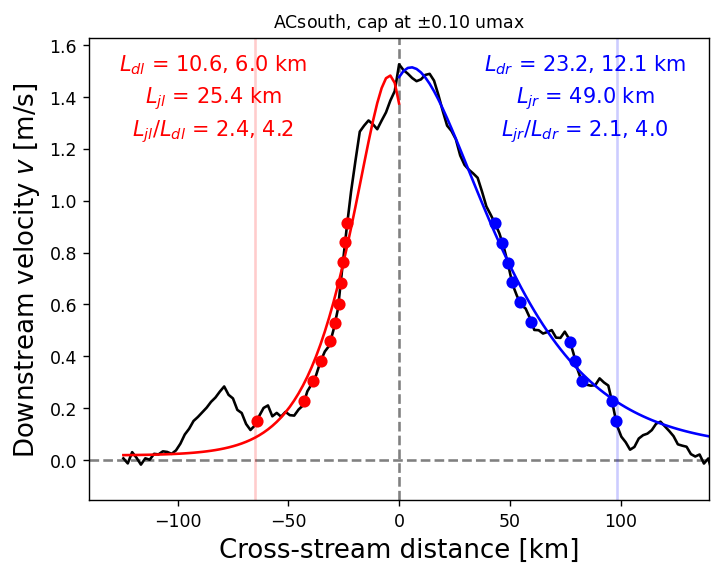 ACsouth, cap at ±0.10 umax
L_dl = 10.6, 6.0 km
L_jl = 25.4 km
L_jl/L_dl = 2.4, 4.2
L_dr = 23.2, 12.1 km
L_jr = 49.0 km
L_jr/L_dr = 2.1, 4.0
Downstream velocity v [m/s]
1.6
1.4
1.2
1.0
0.8
0.6
0.4
0.2
0.0
−100 −50 0 50 100
Cross-stream distance [km]